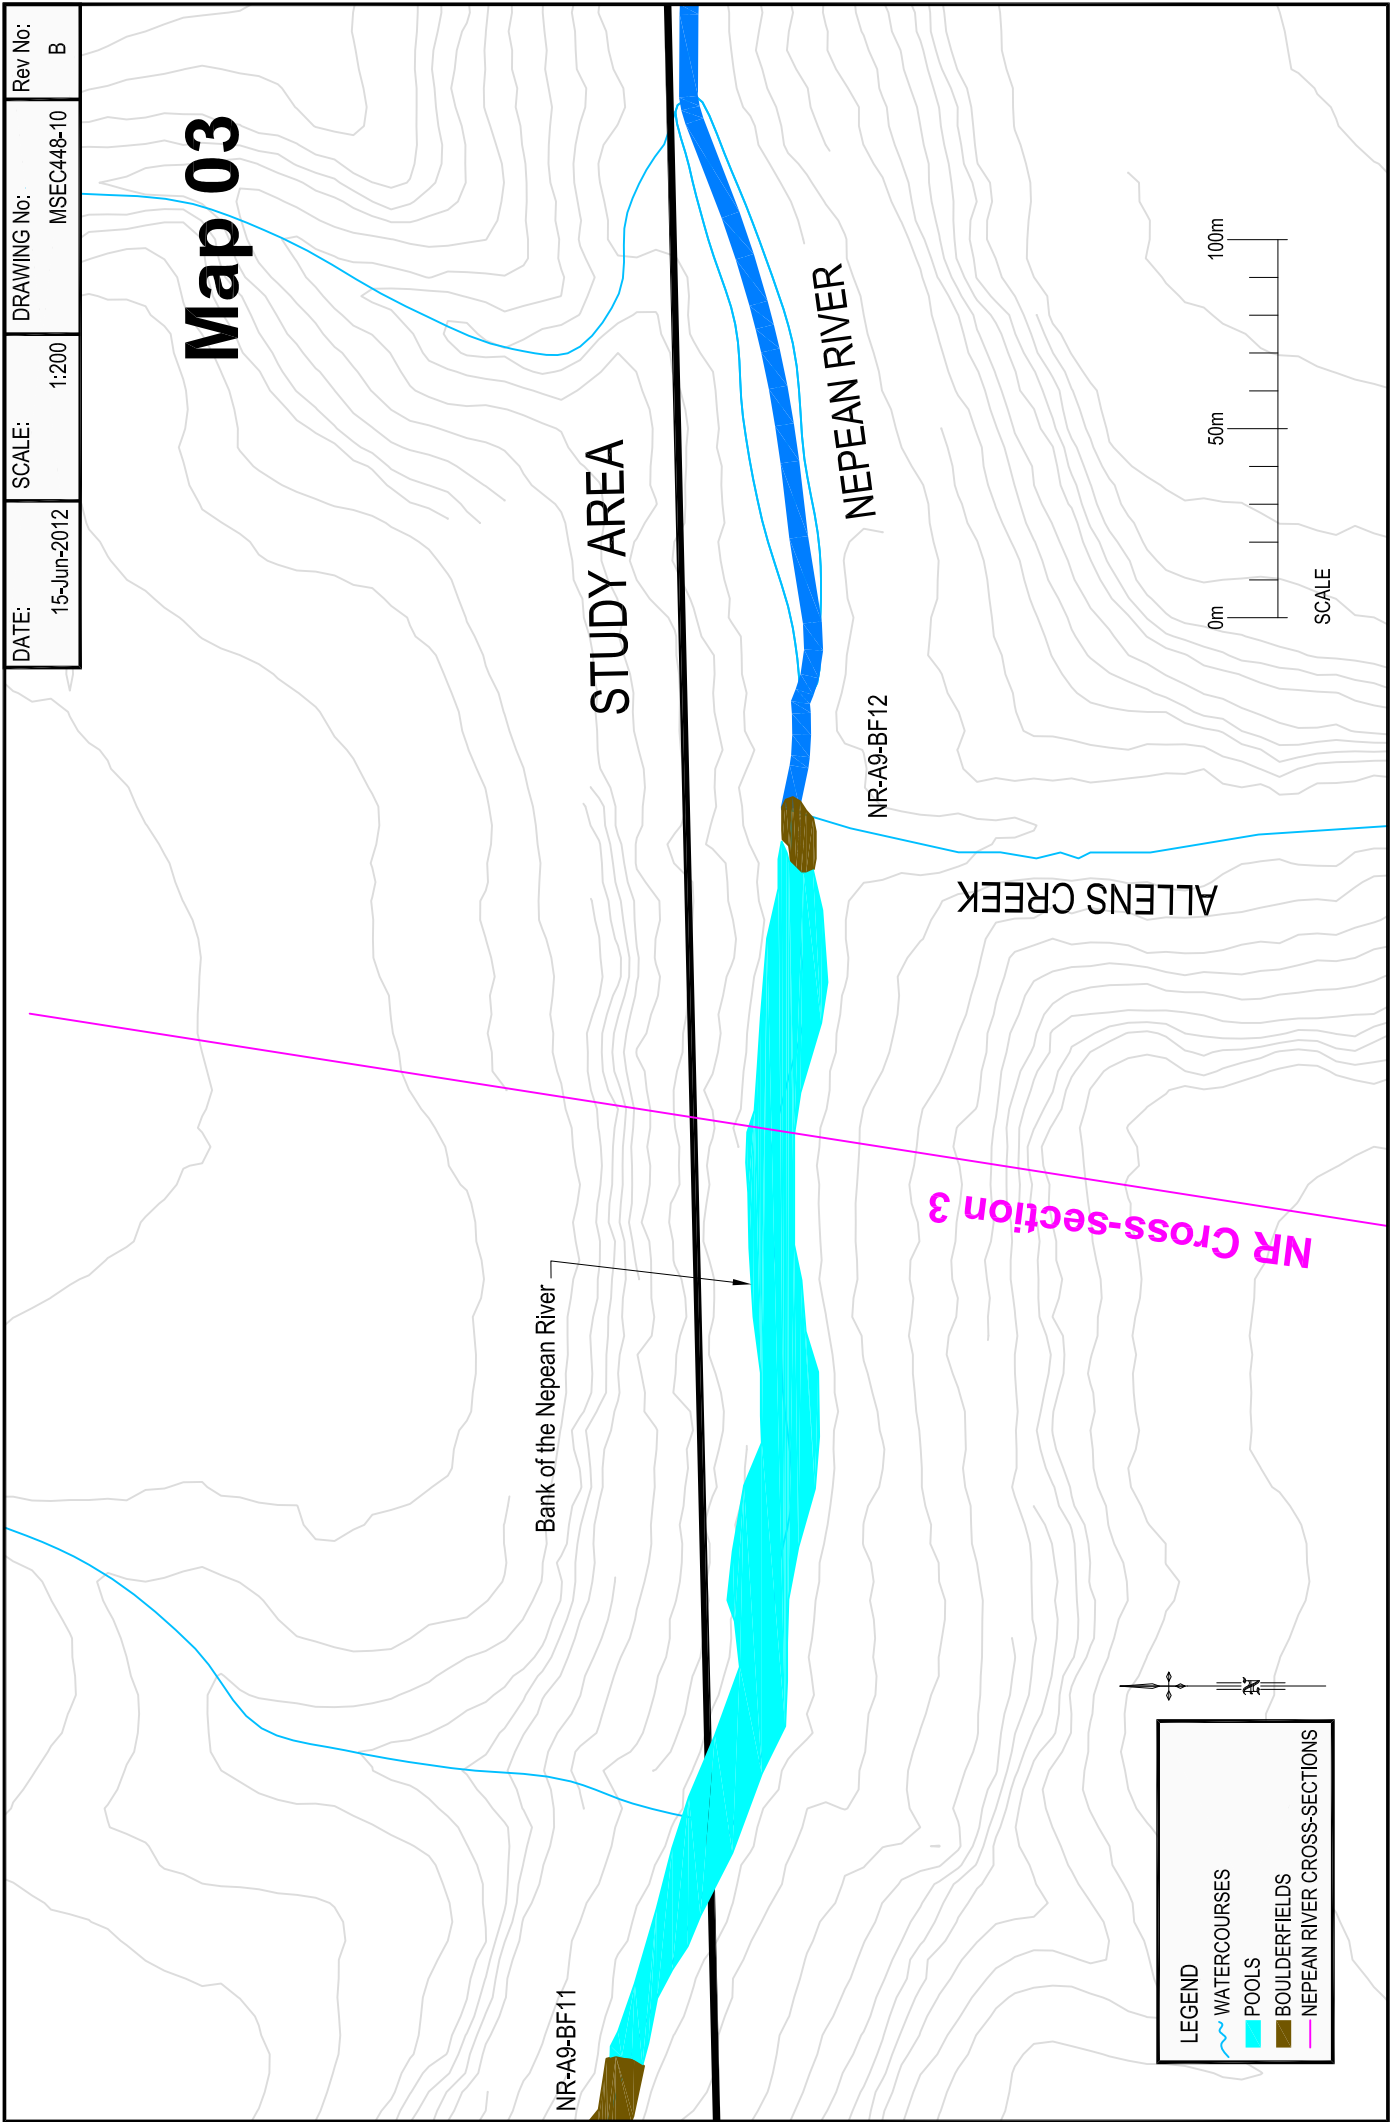 DATE:
15-Jun-2012
SCALE:
1:200
DRAWING No:
MSEC448-10
Rev No:
B
Map 03
STUDY AREA
NEPEAN RIVER
Bank of the Nepean River
NR-A9-BF11
NR-A9-BF12
ALLENS CREEK
NR Cross-section 3
0m
50m
100m
SCALE
N
LEGEND
WATERCOURSES
POOLS
BOULDERFIELDS
NEPEAN RIVER CROSS-SECTIONS